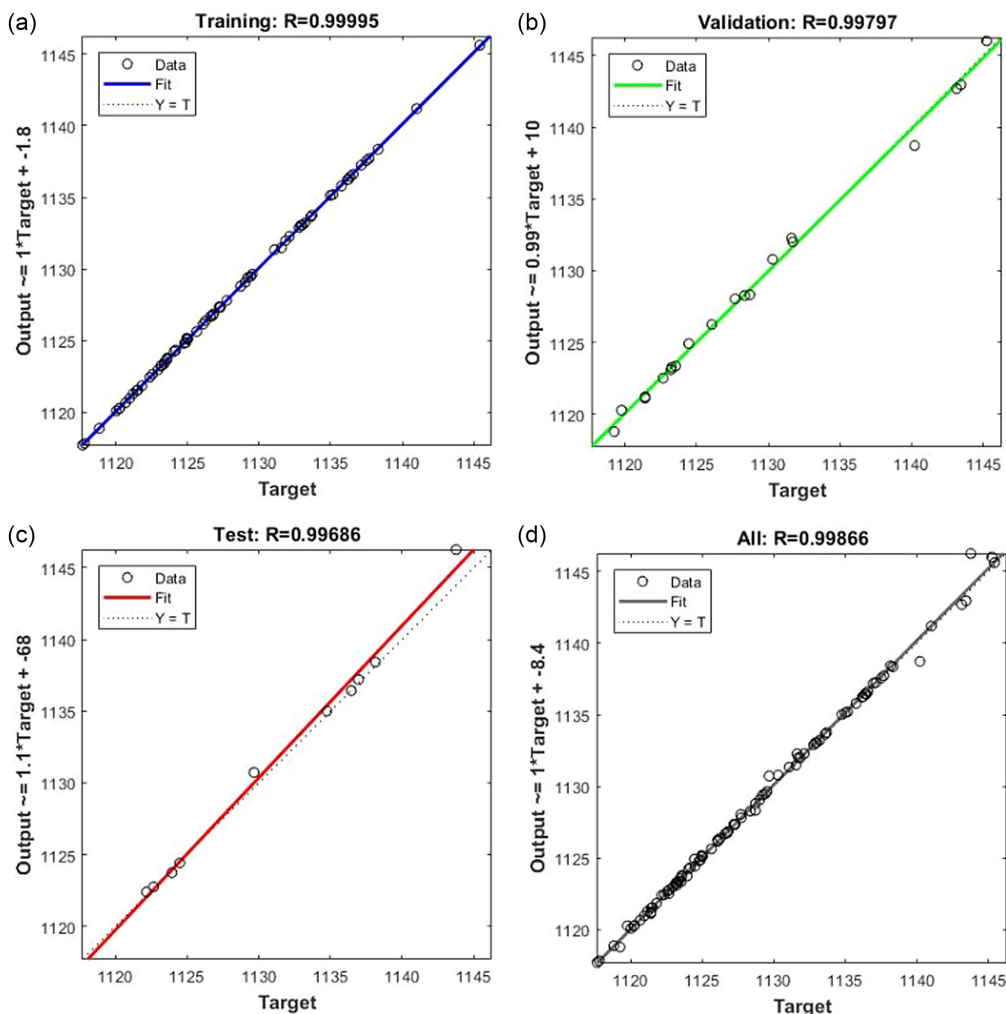 (a)
Training: R=0.99995
Data
Fit
Y = T
Output ~= 1*Target + -1.8
1145
1140
1135
1130
1125
1120
1120 1125 1130 1135 1140 1145
Target
(b)
Validation: R=0.99797
Data
Fit
Y = T
Output ~= 0.99*Target + 10
1145
1140
1135
1130
1125
1120
1120 1125 1130 1135 1140 1145
Target
(c)
Test: R=0.99686
Data
Fit
Y = T
Output ~= 1.1*Target + -68
1145
1140
1135
1130
1125
1120
1120 1125 1130 1135 1140 1145
Target
(d)
All: R=0.99866
Data
Fit
Y = T
Output ~= 1*Target + -8.4
1145
1140
1135
1130
1125
1120
1120 1125 1130 1135 1140 1145
Target